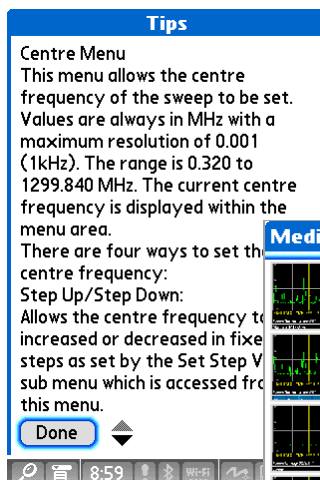 Tips
Centre Menu
This menu allows the centre
frequency of the sweep to be set.
Values are always in MHz with a
maximum resolution of 0.001
(1kHz). The range is 0.320 to
1299.840 MHz. The current centre
frequency is displayed within the
menu area.
There are four ways to set th
centre frequency:
Step Up/Step Down:
Allows the centre frequency to
increased or decreased in fixe
steps as set by the Set Step V
sub menu which is accessed fro
this menu.
Done
Medi
8:59
Wi-Fi